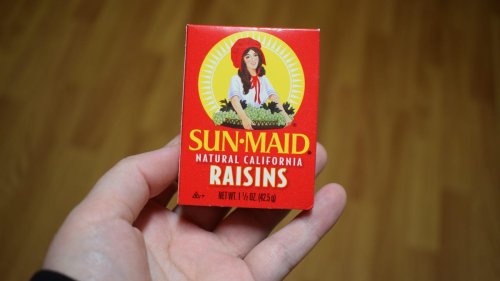 SUN·MAID®
NATURAL CALIFORNIA
RAISINS
NET WT. 1 ½ OZ. (42.5g)